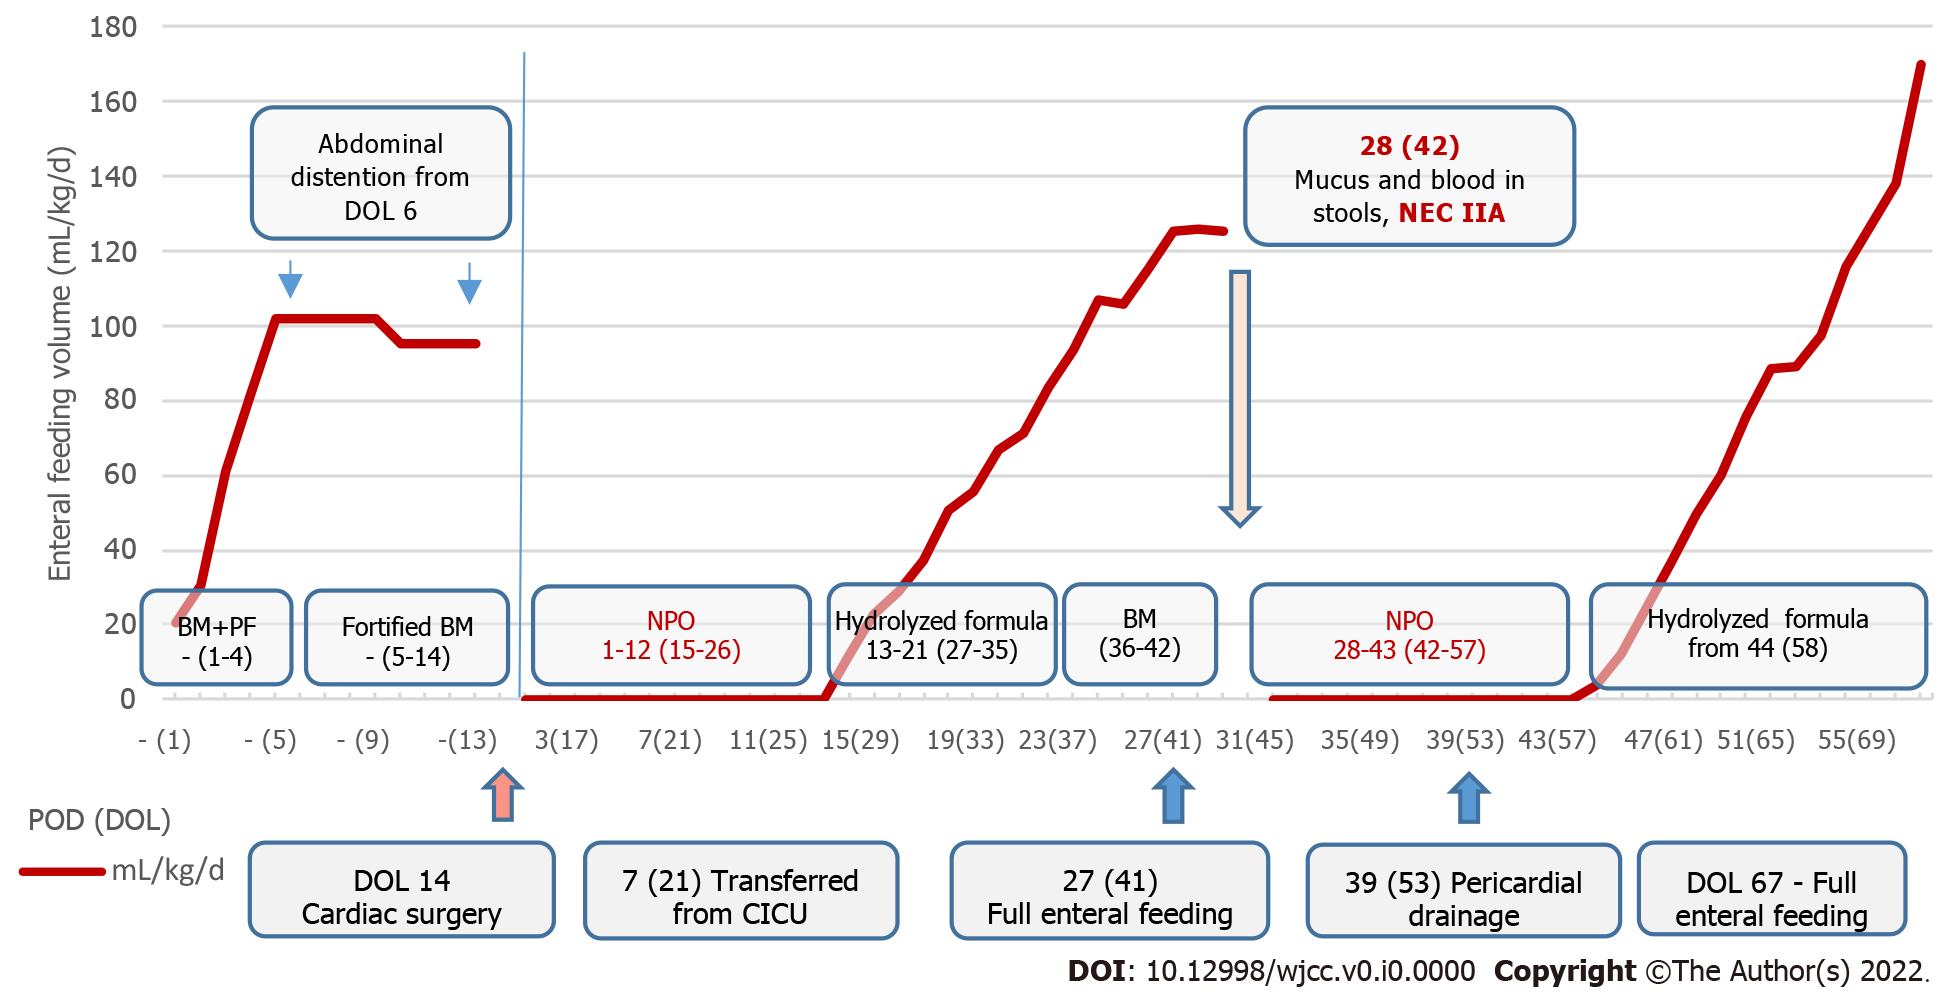 180
160
140
120
100
80
60
40
20
0
Enteral feeding volume (mL/kg/d)
Abdominal
distention from
DOL 6
28 (42)
Mucus and blood in
stools, NEC IIA
BM+PF
- (1-4)
Fortified BM
- (5-14)
NPO
1-12 (15-26)
Hydrolyzed formula
13-21 (27-35)
BM
(36-42)
NPO
28-43 (42-57)
Hydrolyzed formula
from 44 (58)
- (1) - (5) - (9) -(13) 3(17) 7(21) 11(25) 15(29) 19(33) 23(37) 27(41) 31(45) 35(49) 39(53) 43(57) 47(61) 51(65) 55(69)
POD (DOL)
mL/kg/d
DOL 14
Cardiac surgery
7 (21) Transferred
from CICU
27 (41)
Full enteral feeding
39 (53) Pericardial
drainage
DOL 67 - Full
enteral feeding
DOI: 10.12998/wjcc.v0.i0.0000 Copyright ©The Author(s) 2022.